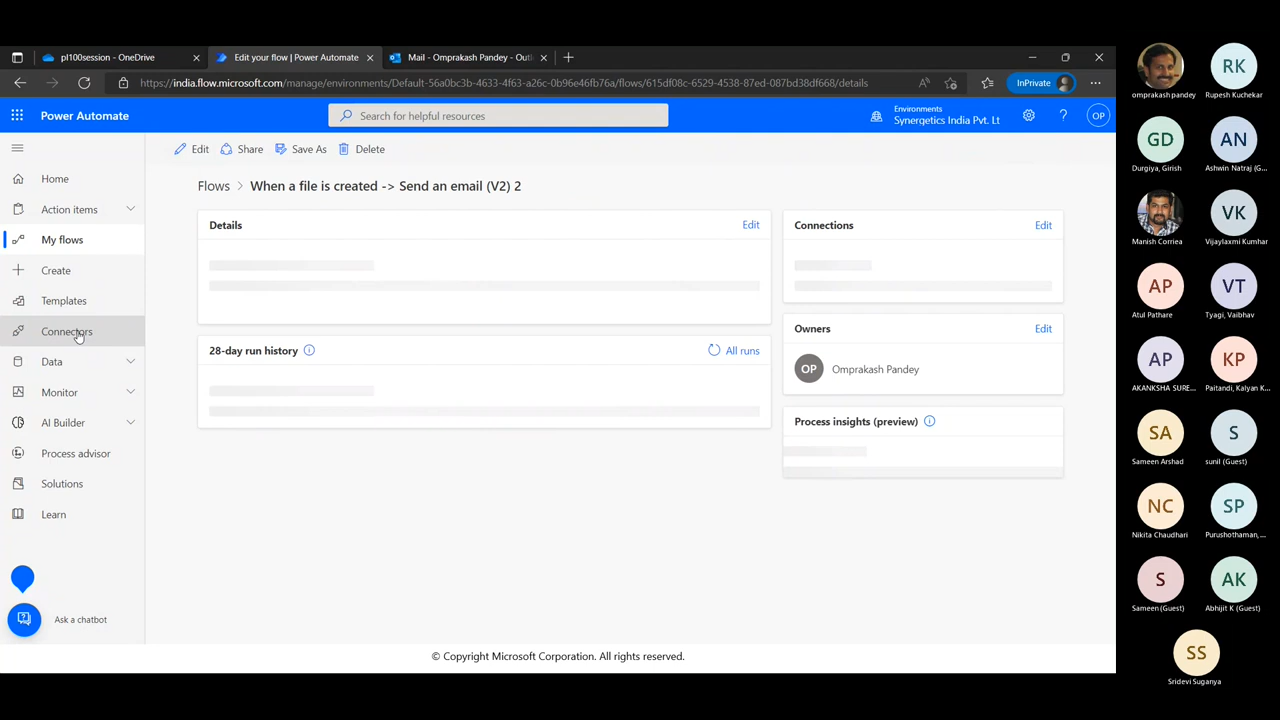 pl100session - OneDrive
Edit your flow | Power Automate
Mail - Omprakash Pandey - Outl
https://india.flow.microsoft.com/manage/environments/Default-56a0bc3b-4633-4f63-a26c-0b96e46fb76a/flows/615df08c-6529-4538-87ed-087bd38df668/details
InPrivate
Power Automate
Search for helpful resources
Environments
Synergetics India Pvt. Lt
OP
Edit
Share
Save As
Delete
Home
Action items
My flows
Create
Templates
Connectors
Data
Monitor
AI Builder
Process advisor
Solutions
Learn
Ask a chatbot
Flows > When a file is created -> Send an email (V2) 2
Details
Edit
28-day run history
All runs
Connections
Edit
Owners
Edit
OP
Omprakash Pandey
Process insights (preview)
© Copyright Microsoft Corporation. All rights reserved.
omprakash pandey
RK
Rupesh Kuchekar
GD
Durgiya, Girish
AN
Ashwin Natraj (G...
Manish Corriea
VK
Vijaylaxmi Kumhar
AP
Atul Pathare
VT
Tyagi, Vaibhav
AP
AKANKSHA SURE...
KP
Paitandi, Kalyan K...
SA
Sameen Arshad
S
sunil (Guest)
NC
Nikita Chaudhari
SP
Purushothaman,...
S
Sameen (Guest)
AK
Abhijit K (Guest)
SS
Sridevi Suganya